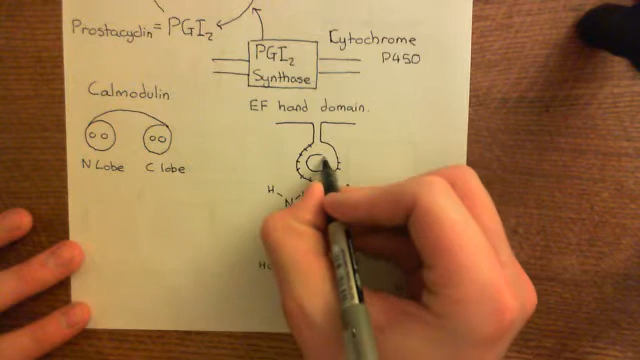 Prostacyclin = PGI₂
PGI₂
Synthase
Cytochrome
P450
Calmodulin
EF hand domain.
N Lobe C lobe
H
N
H